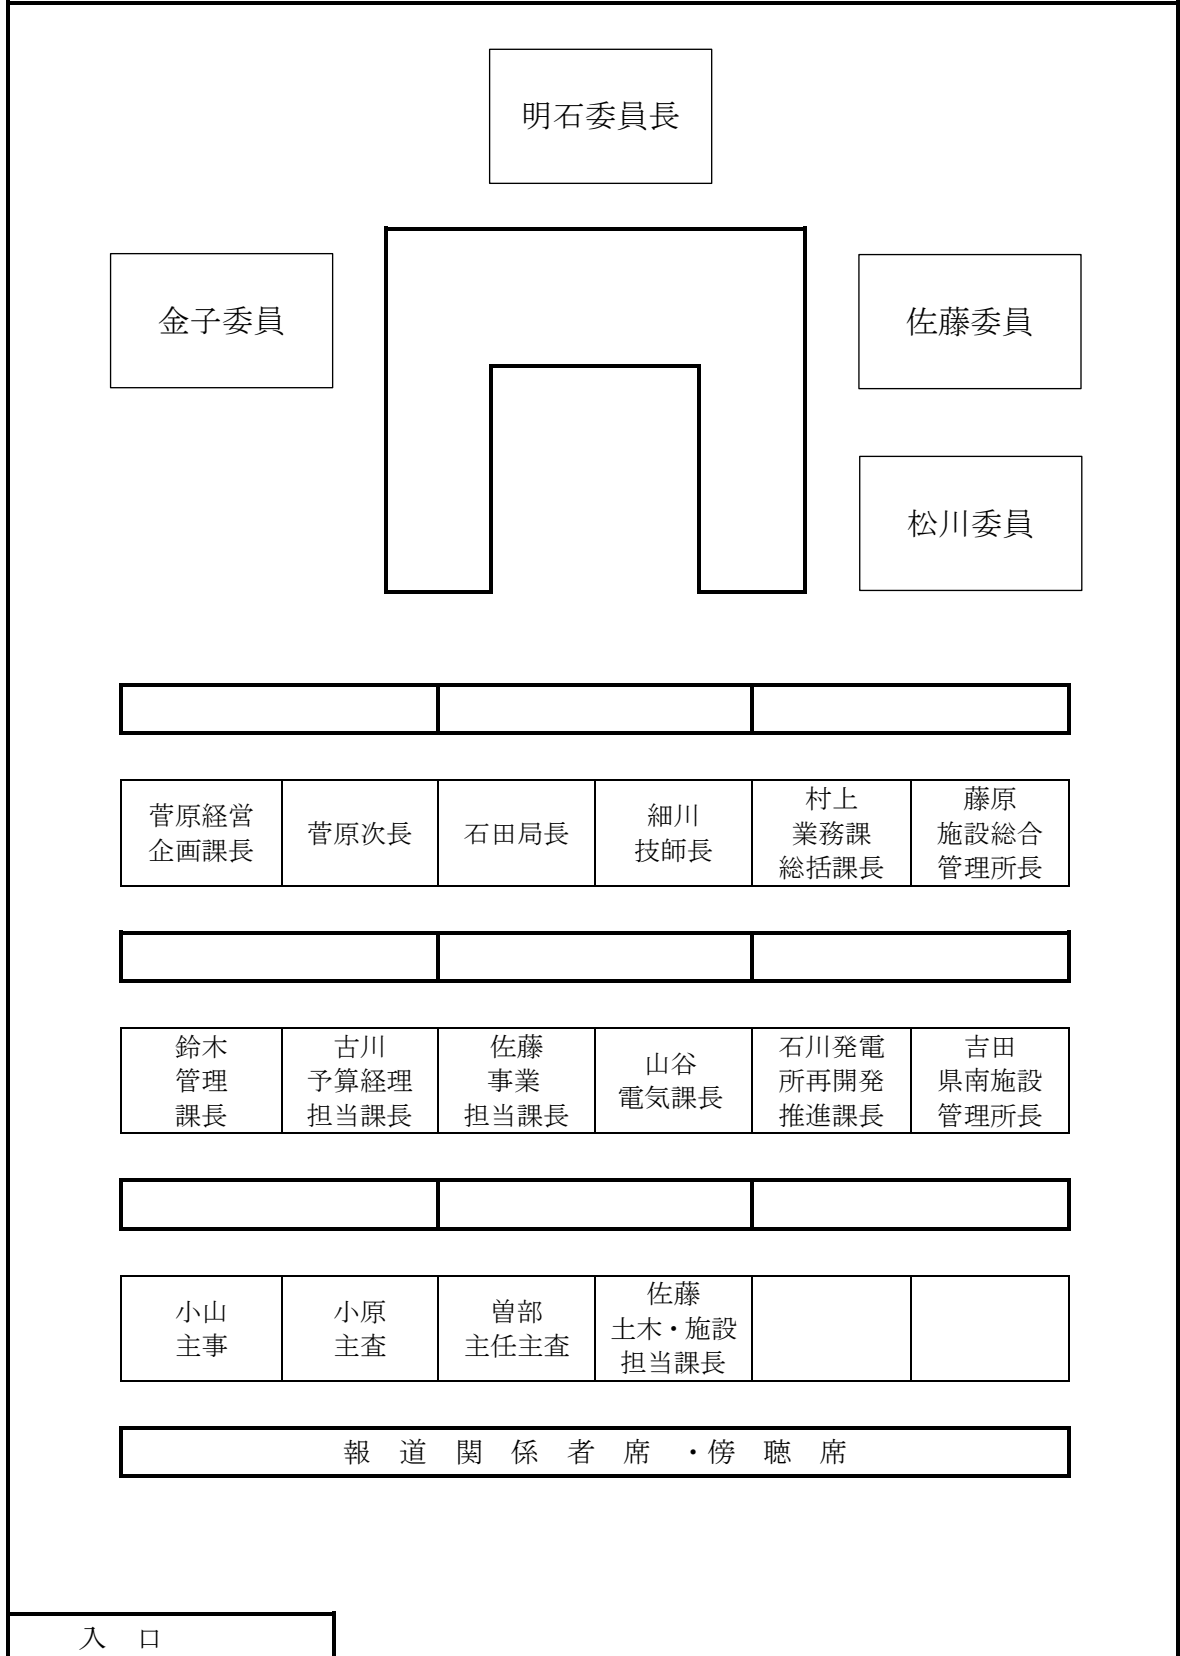 明石委員長
金子委員
佐藤委員
松川委員
菅原経営
企画課長
菅原次長
石田局長
細川
技師長
村上
業務課
総括課長
藤原
施設総合
管理所長
鈴木
管理
課長
古川
予算経理
担当課長
佐藤
事業
担当課長
山谷
電気課長
石川発電
所再開発
推進課長
吉田
県南施設
管理所長
小山
主事
小原
主査
曽部
主任主査
佐藤
土木・施設
担当課長
報 道 関 係 者 席 ・傍 聴 席
入 口